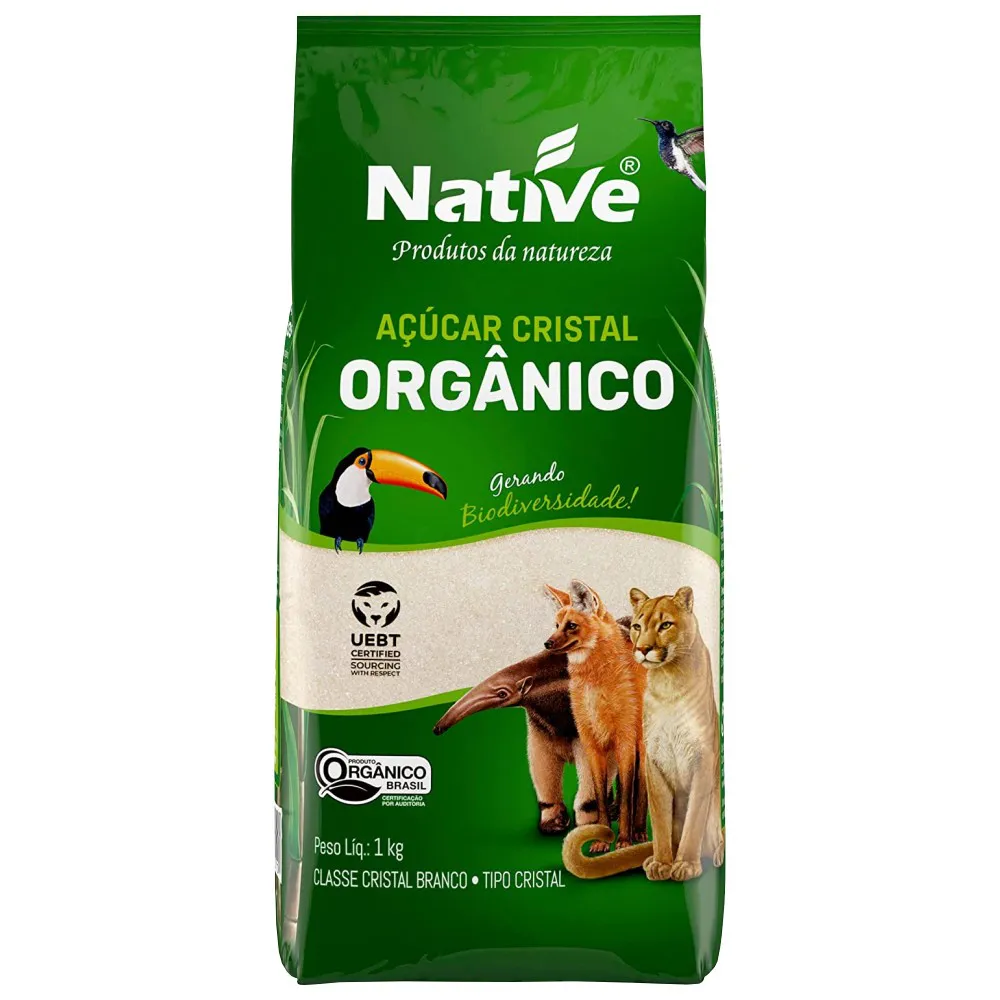 Native®
Produtos da natureza
AÇÚCAR CRISTAL
ORGÂNICO
Gerando
Biodiversidade!
UEBT
CERTIFIED
SOURCING
WITH RESPECT
PRODUTO
ORGÂNICO
BRASIL
CERTIFICAÇÃO
POR AUDITORIA
Peso Líq.: 1 kg
CLASSE CRISTAL BRANCO • TIPO CRISTAL